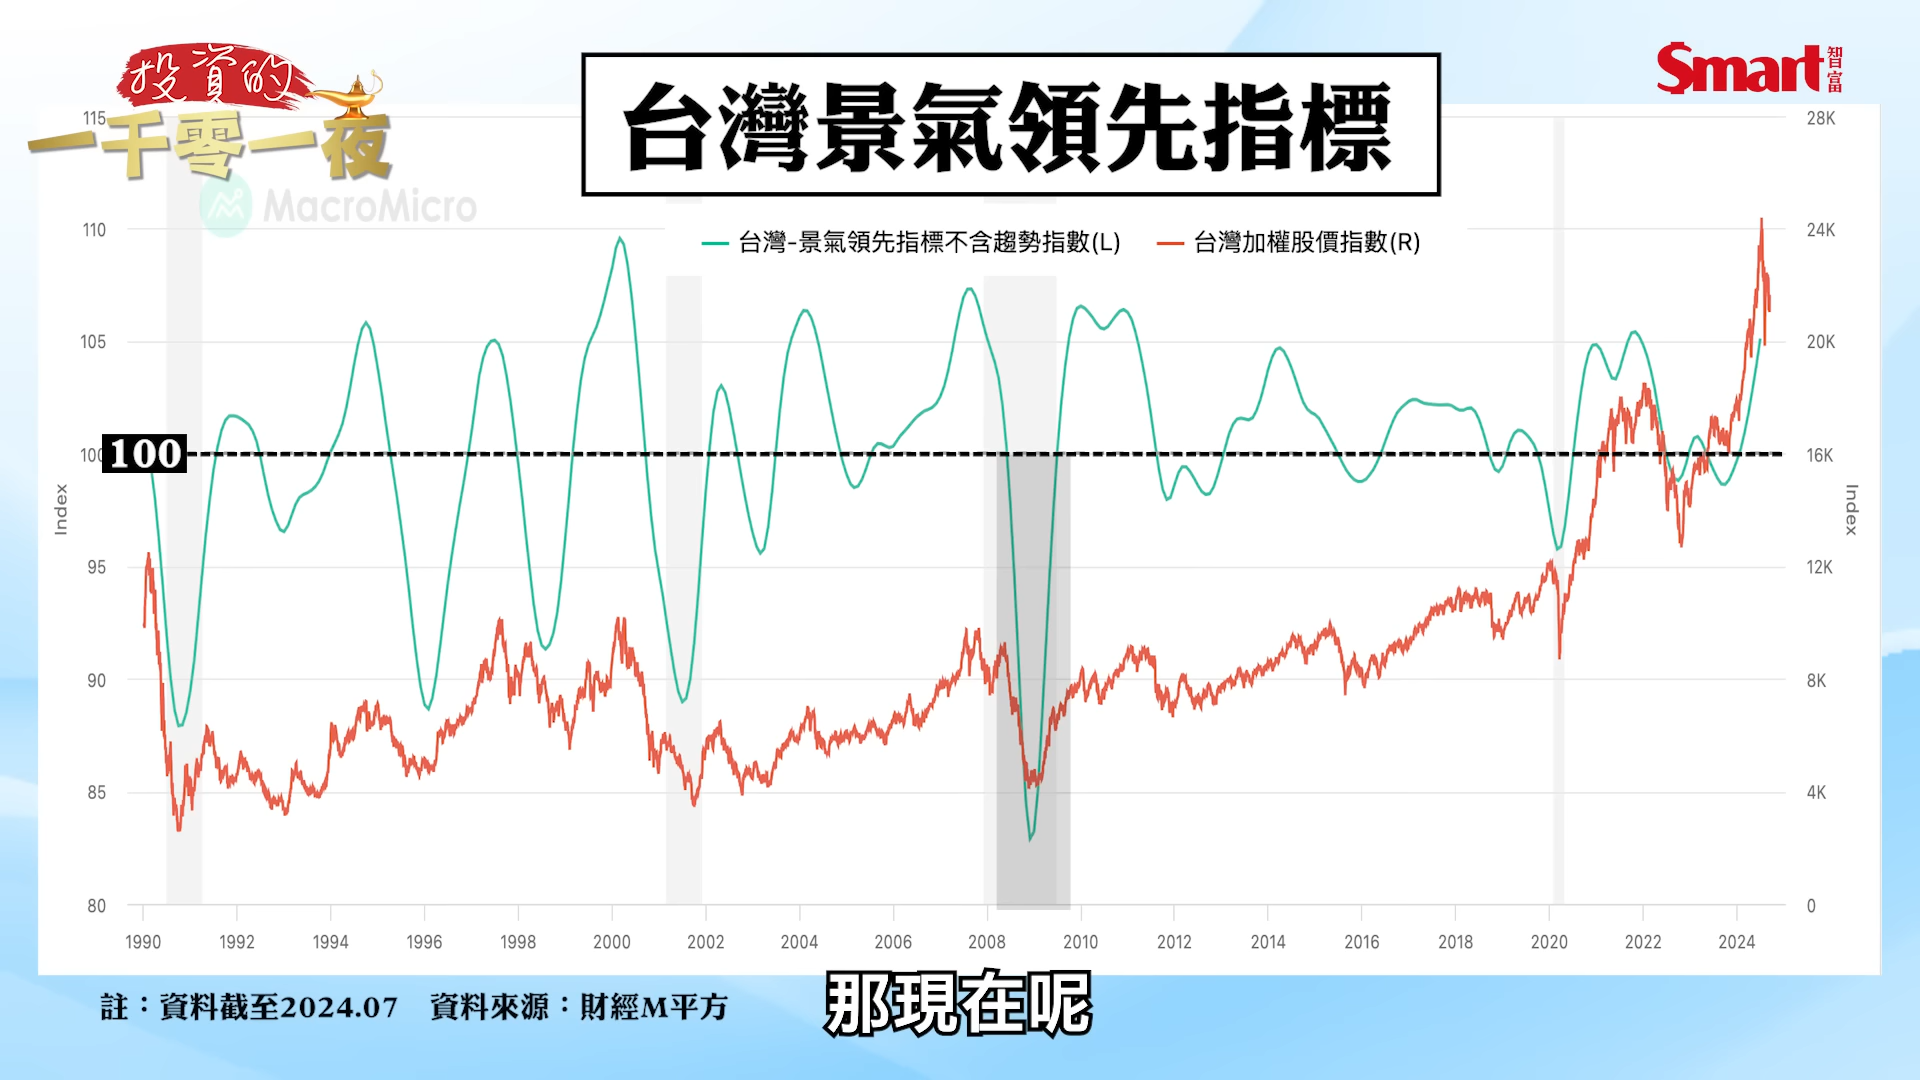 投資的
一千零一夜
台灣景氣領先指標
Smart
智富
MacroMicro
台灣-景氣領先指標不含趨勢指數(L)
台灣加權股價指數(R)
115
110
105
100
100
95
90
85
80
Index
28K
24K
20K
16K
12K
8K
4K
0
Index
1990 1992 1994 1996 1998 2000 2002 2004 2006 2008 2010 2012 2014 2016 2018 2020 2022 2024
註：資料截至2024.07 資料來源：財經M平方
那現在呢